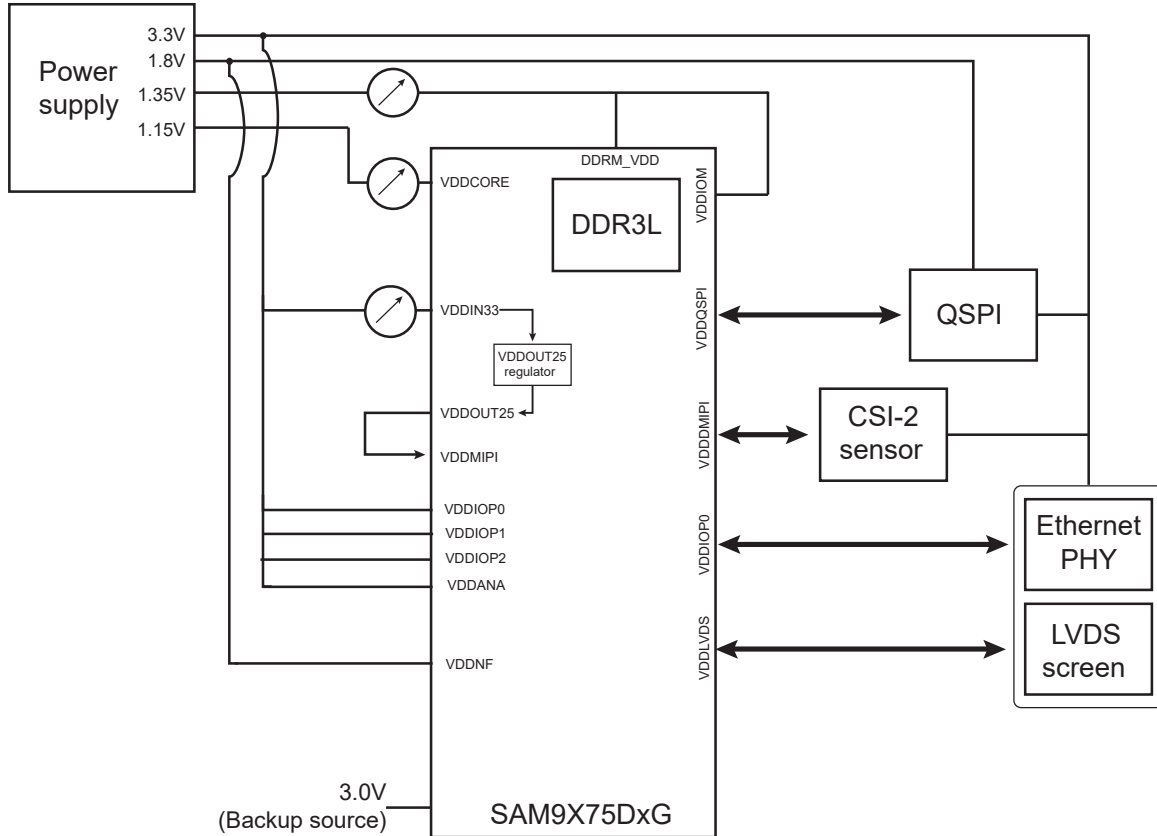 Power
supply
3.3V
1.8V
1.35V
1.15V
DDRM_VDD
VDDCORE
DDR3L
VDDIOM
VDDIN33
VDDQSPI
QSPI
VDDOUT25
regulator
VDDOUT25
VDDMIPI
VDDDMIPI
CSI-2
sensor
VDDIOP0
VDDIOP1
VDDIOP2
VDDANA
VDDIOP0
Ethernet
PHY
VDDNF
VDDLVDS
LVDS
screen
3.0V
(Backup source)
SAM9X75DxG